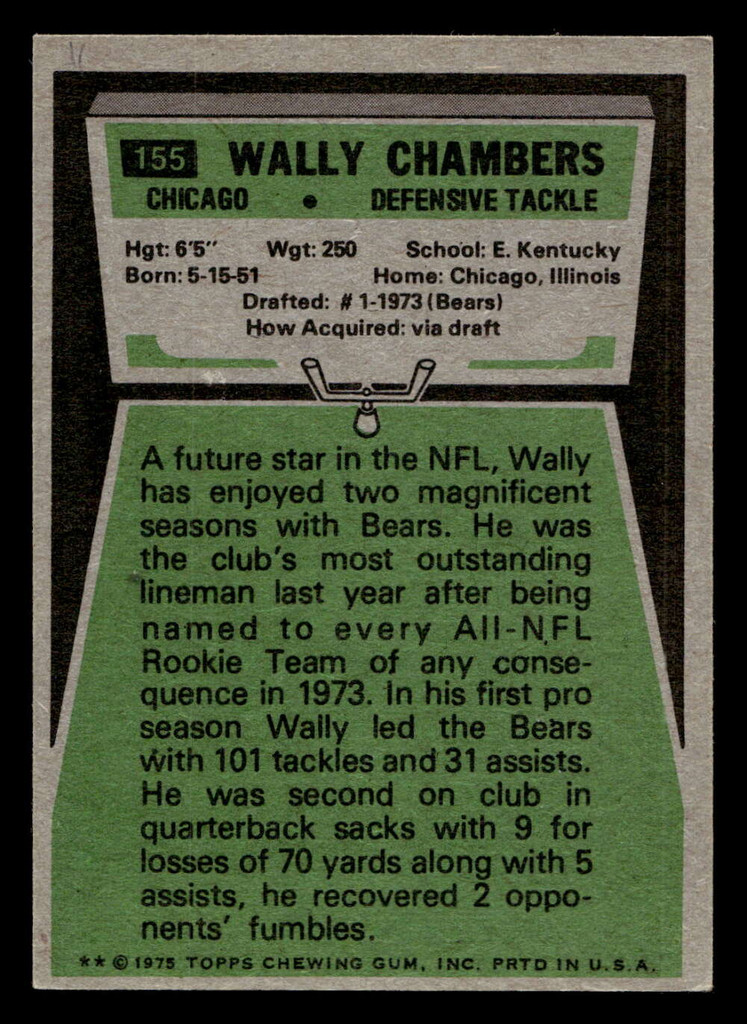 155 WALLY CHAMBERS
CHICAGO • DEFENSIVE TACKLE
Hgt: 6'5" Wgt: 250 School: E. Kentucky
Born: 5-15-51 Home: Chicago, Illinois
Drafted: #1-1973 (Bears)
How Acquired: via draft
A future star in the NFL, Wally
has enjoyed two magnificent
seasons with Bears. He was
the club's most outstanding
lineman last year after being
named to every All-NFL
Rookie Team of any conse-
quence in 1973. In his first pro
season Wally led the Bears
with 101 tackles and 31 assists.
He was second on club in
quarterback sacks with 9 for
losses of 70 yards along with 5
assists, he recovered 2 oppo-
nents' fumbles.
** © 1975 TOPPS CHEWING GUM, INC. PRTD IN U.S.A.